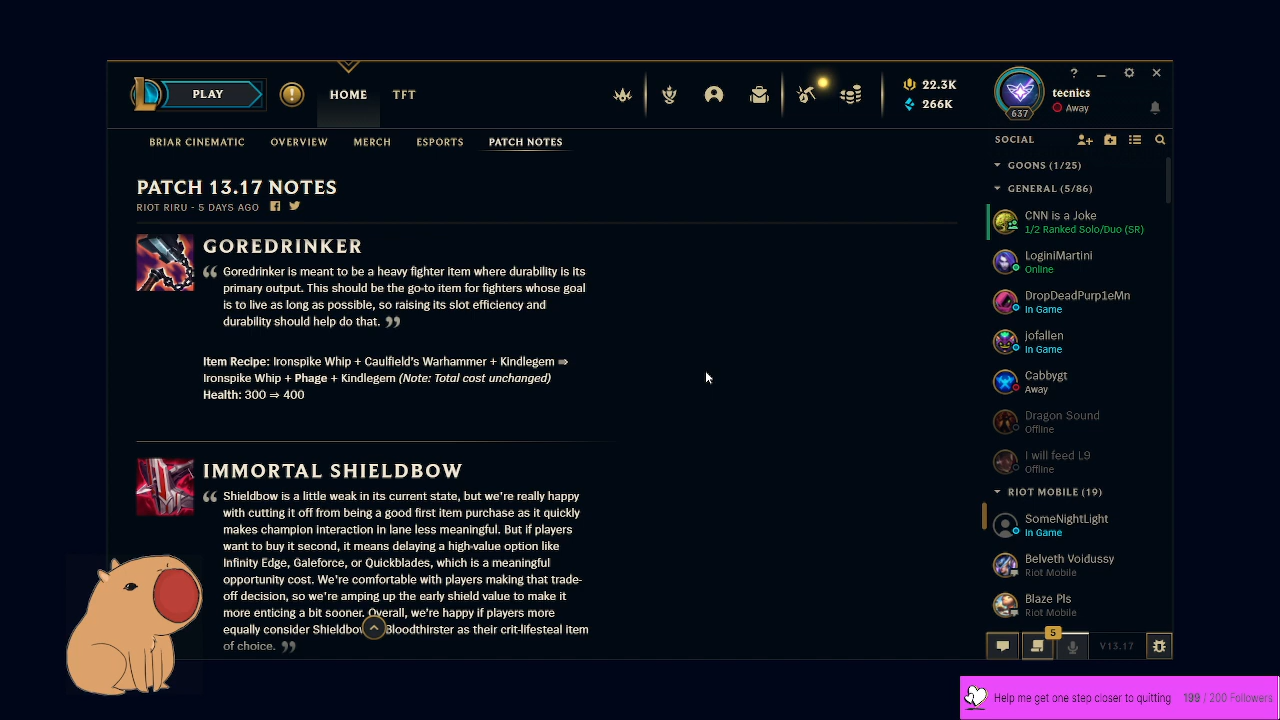 PLAY
HOME
TFT
22.3K
266K
637
tecnics
Away
BRIAR CINEMATIC
OVERVIEW
MERCH
ESPORTS
PATCH NOTES
PATCH 13.17 NOTES
RIOT RIRU - 5 DAYS AGO
GOREDRINKER
Goredrinker is meant to be a heavy fighter item where durability is its
primary output. This should be the go-to item for fighters whose goal
is to live as long as possible, so raising its slot efficiency and
durability should help do that.
Item Recipe: Ironspike Whip + Caulfield's Warhammer + Kindlegem ⇒
Ironspike Whip + Phage + Kindlegem (Note: Total cost unchanged)
Health: 300 ⇒ 400
IMMORTAL SHIELDBOW
Shieldbow is a little weak in its current state, but we're really happy
with cutting it off from being a good first item purchase as it quickly
makes champion interaction in lane less meaningful. But if players
want to buy it second, it means delaying a high-value option like
Infinity Edge, Galeforce, or Quickblades, which is a meaningful
opportunity cost. We're comfortable with players making that trade-
off decision, so we're amping up the early shield value to make it
more enticing a bit sooner. Overall, we're happy if players more
equally consider Shieldbow Bloodthirster as their crit-lifesteal item
of choice.
SOCIAL
GOONS (1/25)
GENERAL (5/86)
CNN is a Joke
1/2 Ranked Solo/Duo (SR)
LoginiMartini
Online
DropDeadPurp1eMn
In Game
jofallen
In Game
Cabbygt
Away
Dragon Sound
Offline
I will feed L9
Offline
RIOT MOBILE (19)
SomeNightLight
In Game
Belveth Voidussy
Riot Mobile
Blaze Pls
Riot Mobile
5
V13.17
Help me get one step closer to quitting 199 / 200 Followers